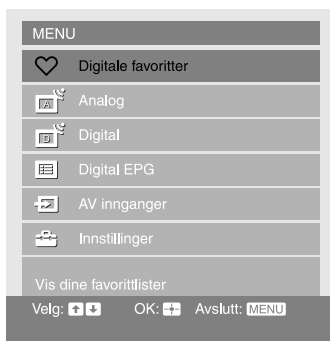 MENU
Digitale favoritter
Analog
Digital
Digital EPG
AV innganger
Innstillinger
Vis dine favorittlister
Velg: OK: Avslutt: MENU